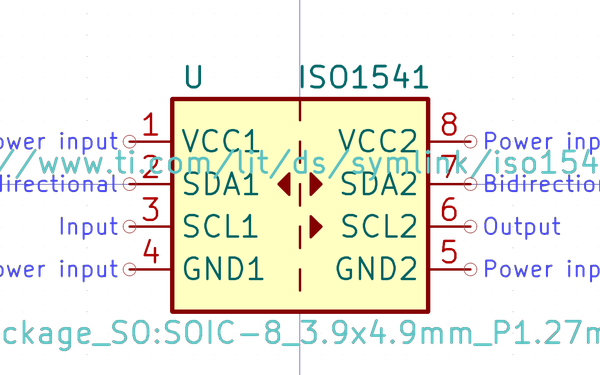 U ISO1541
ower input 1 VCC1 VCC2 8 Power inp
//www.ti.com/lit/ds/symlink/iso154
directional 2 SDA1 SDA2 7 Bidirection
Input 3 SCL1 SCL2 6 Output
ower input 4 GND1 GND2 5 Power inp
ckage_SO:SOIC-8_3.9x4.9mm_P1.27m